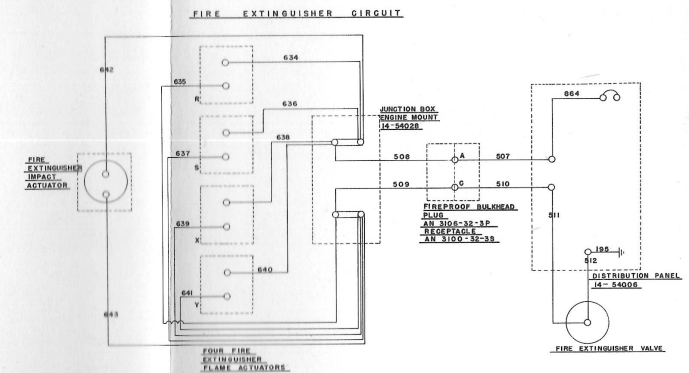 FIRE EXTINGUISHER CIRCUIT
642
634
635
R
636
638
637
S
639
X
640
641
Y
643
FIRE
EXTINGUISHER
IMPACT
ACTUATOR
FOUR FIRE
EXTINGUISHER
FLAME ACTUATORS
JUNCTION BOX
ENGINE MOUNT
14-54028
508
509
A
C
507
510
FIREPROOF BULKHEAD
PLUG
AN 3106-32-3P
RECEPTACLE
AN 3100-32-3S
864
511
195
512
DISTRIBUTION PANEL
14-54006
FIRE EXTINGUISHER VALVE